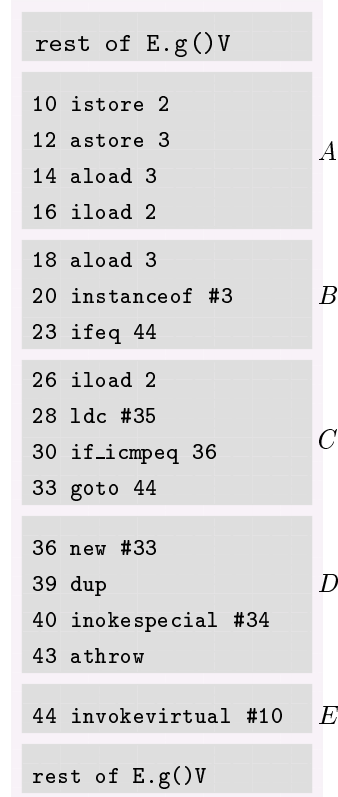 rest of E.g()V
10 istore 2
12 astore 3
14 aload 3
16 iload 2
A
18 aload 3
20 instanceof #3
23 ifeq 44
B
26 iload 2
28 ldc #35
30 if_icmpeq 36
33 goto 44
C
36 new #33
39 dup
40 inokespecial #34
43 athrow
D
44 invokevirtual #10
E
rest of E.g()V